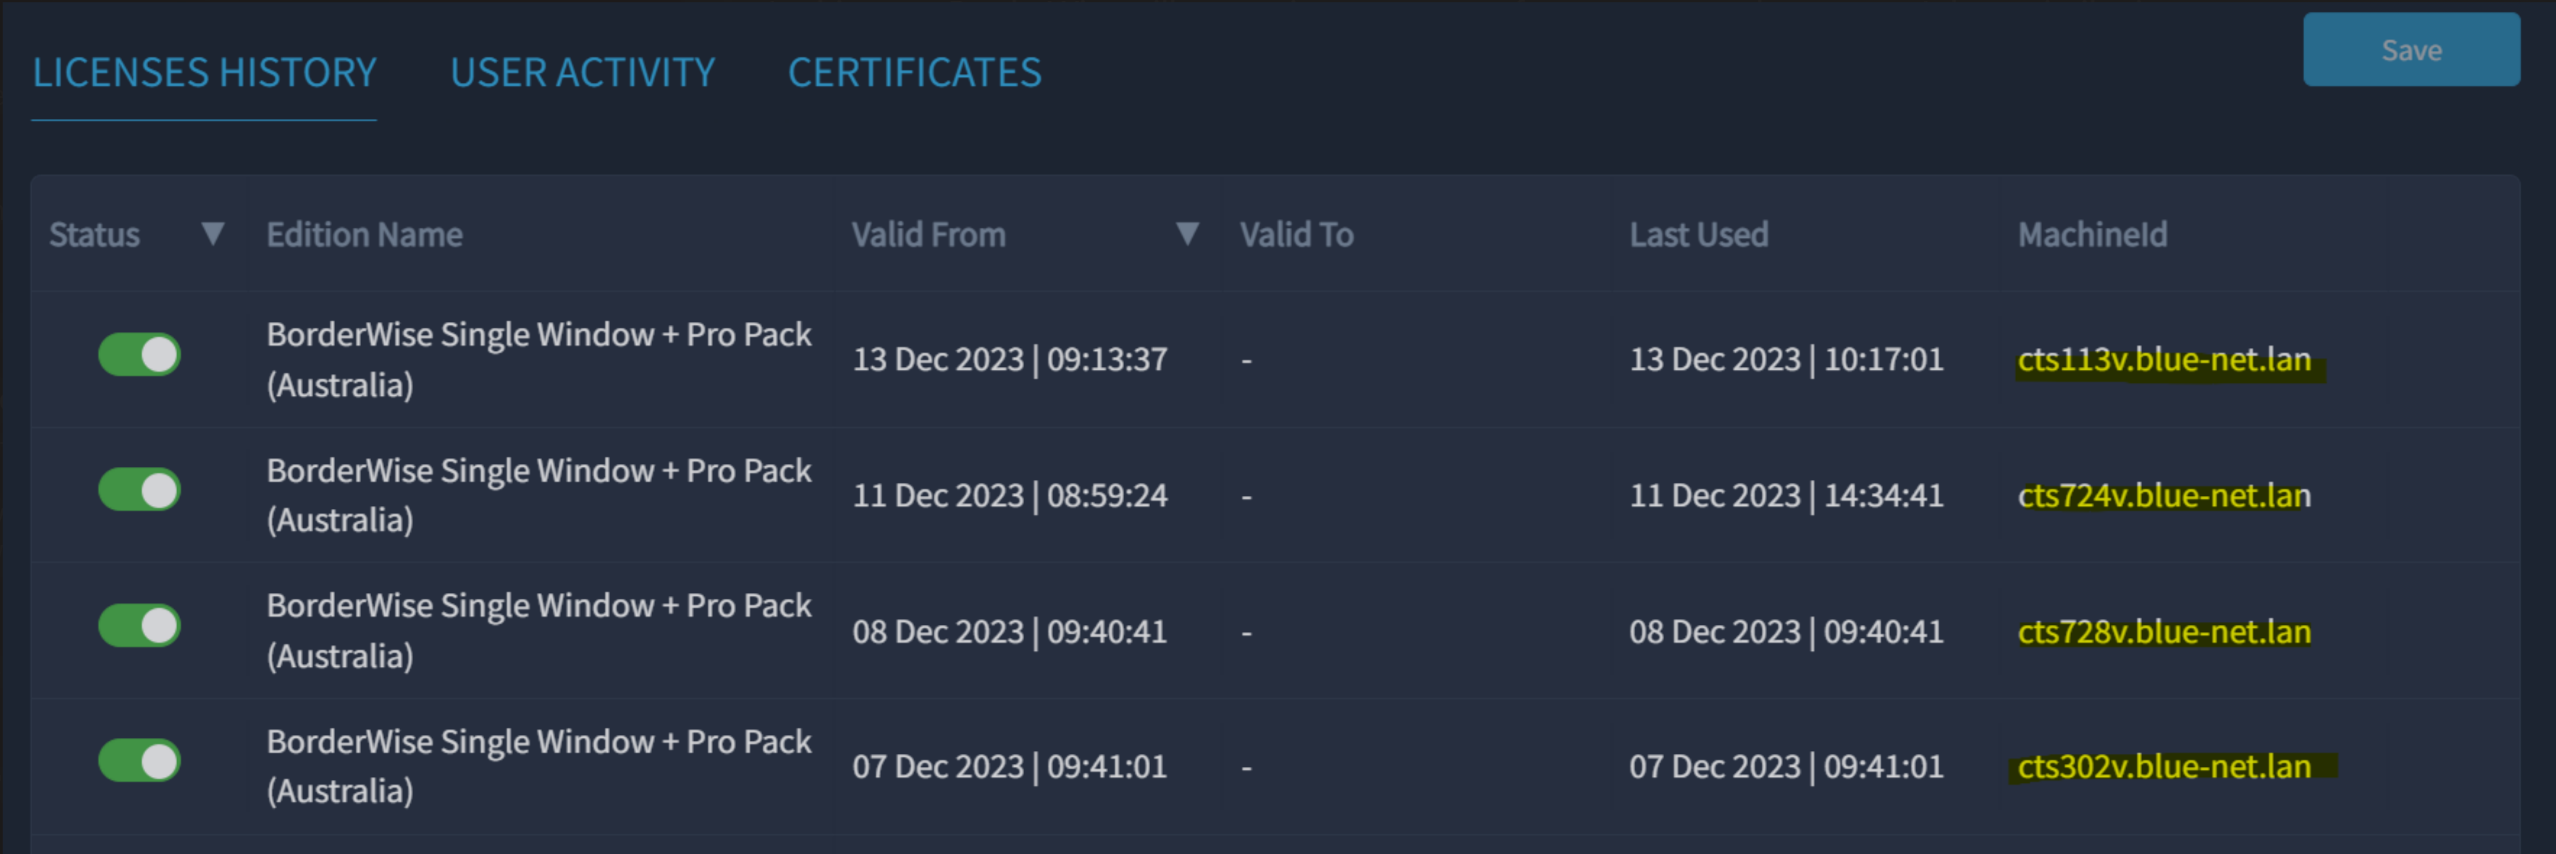 LICENSES HISTORY USER ACTIVITY CERTIFICATES Save
Status ▼ Edition Name Valid From ▼ Valid To Last Used MachineId
BorderWise Single Window + Pro Pack
(Australia)
13 Dec 2023 | 09:13:37 - 13 Dec 2023 | 10:17:01 cts113v.blue-net.lan
BorderWise Single Window + Pro Pack
(Australia)
11 Dec 2023 | 08:59:24 - 11 Dec 2023 | 14:34:41 cts724v.blue-net.lan
BorderWise Single Window + Pro Pack
(Australia)
08 Dec 2023 | 09:40:41 - 08 Dec 2023 | 09:40:41 cts728v.blue-net.lan
BorderWise Single Window + Pro Pack
(Australia)
07 Dec 2023 | 09:41:01 - 07 Dec 2023 | 09:41:01 cts302v.blue-net.lan